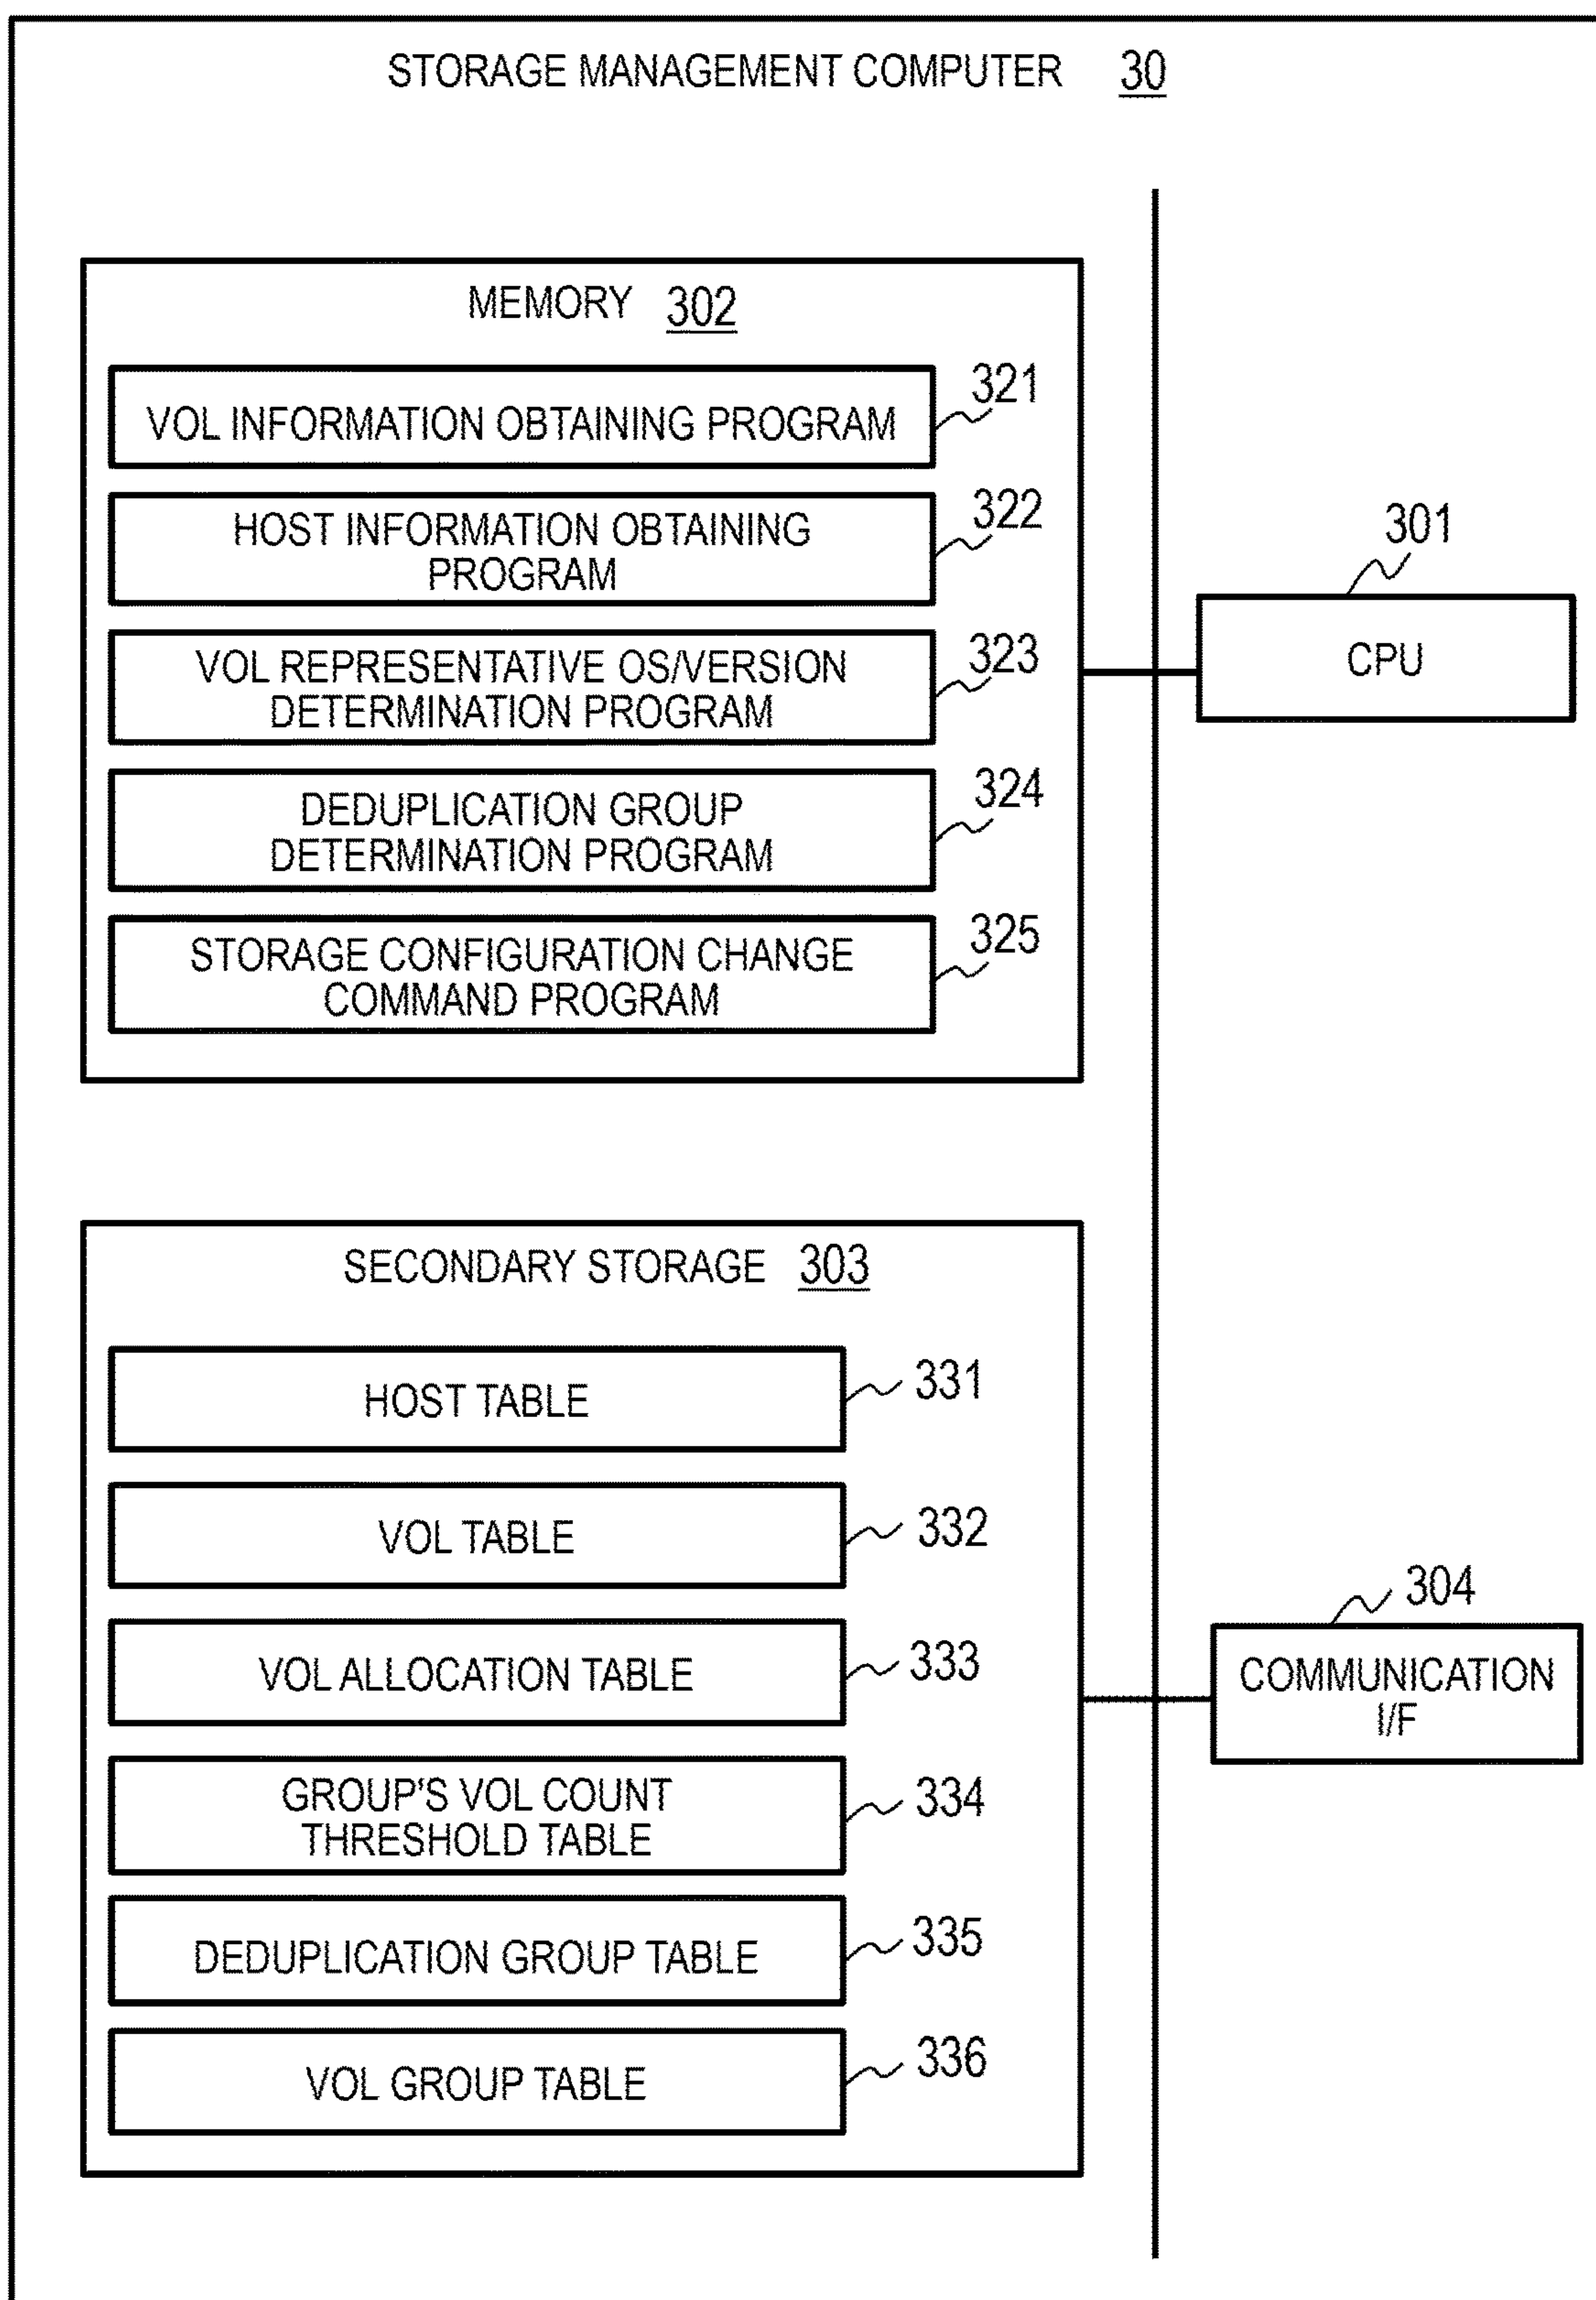 STORAGE MANAGEMENT COMPUTER 30
MEMORY 302
VOL INFORMATION OBTAINING PROGRAM
321
HOST INFORMATION OBTAINING
PROGRAM
322
VOL REPRESENTATIVE OS/VERSION
DETERMINATION PROGRAM
323
DEDUPLICATION GROUP
DETERMINATION PROGRAM
324
STORAGE CONFIGURATION CHANGE
COMMAND PROGRAM
325
301
CPU
SECONDARY STORAGE 303
HOST TABLE
331
VOL TABLE
332
VOL ALLOCATION TABLE
333
GROUP'S VOL COUNT
THRESHOLD TABLE
334
DEDUPLICATION GROUP TABLE
335
VOL GROUP TABLE
336
304
COMMUNICATION
I/F